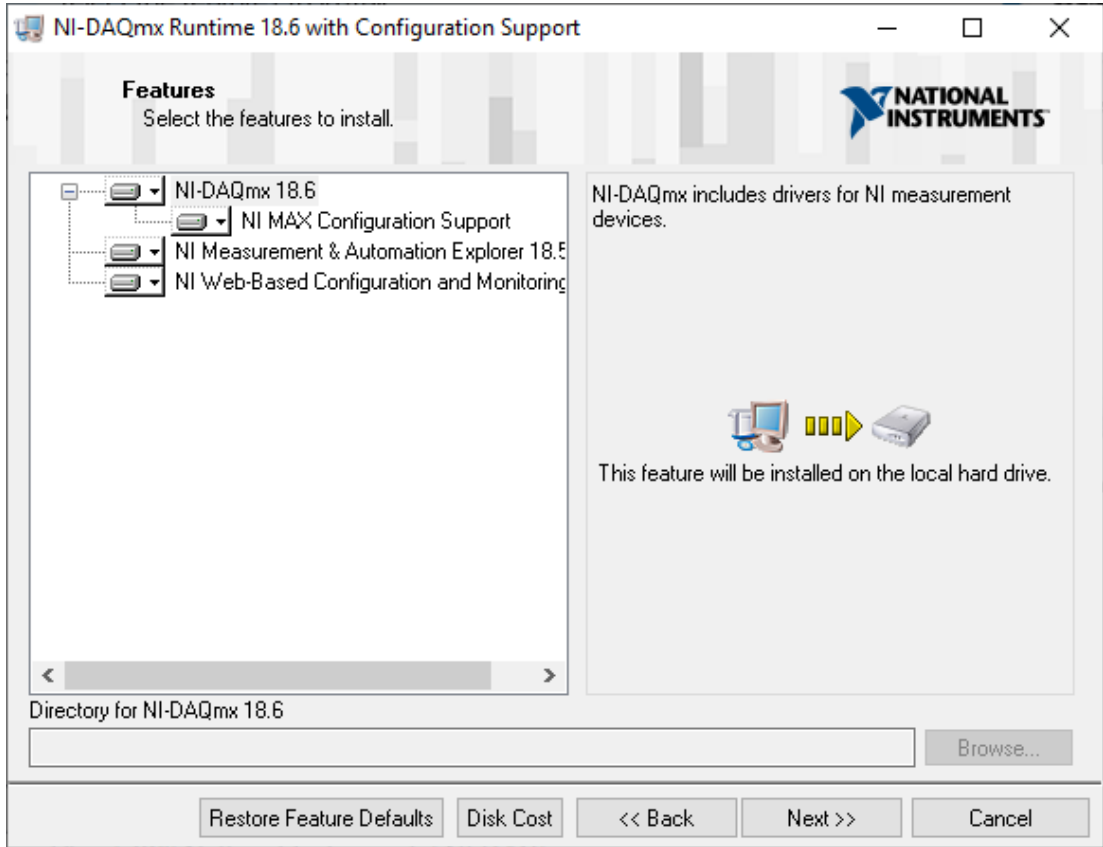 NI-DAQmx Runtime 18.6 with Configuration Support
Features
Select the features to install.
NATIONAL
INSTRUMENTS
NI-DAQmx 18.6
NI MAX Configuration Support
NI Measurement & Automation Explorer 18.5
NI Web-Based Configuration and Monitoring
NI-DAQmx includes drivers for NI measurement
devices.
This feature will be installed on the local hard drive.
Directory for NI-DAQmx 18.6
Browse...
Restore Feature Defaults
Disk Cost
<< Back
Next >>
Cancel